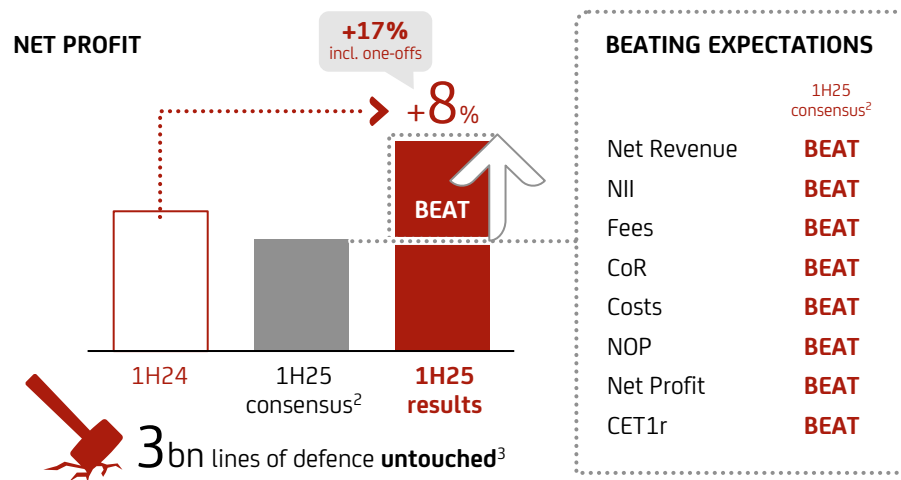 NET PROFIT
+17%
incl. one-offs
+8%
BEAT
1H24
1H25
consensus²
1H25
results
3bn lines of defence untouched³
BEATING EXPECTATIONS
1H25
consensus²
Net Revenue BEAT
NII BEAT
Fees BEAT
CoR BEAT
Costs BEAT
NOP BEAT
Net Profit BEAT
CET1r BEAT